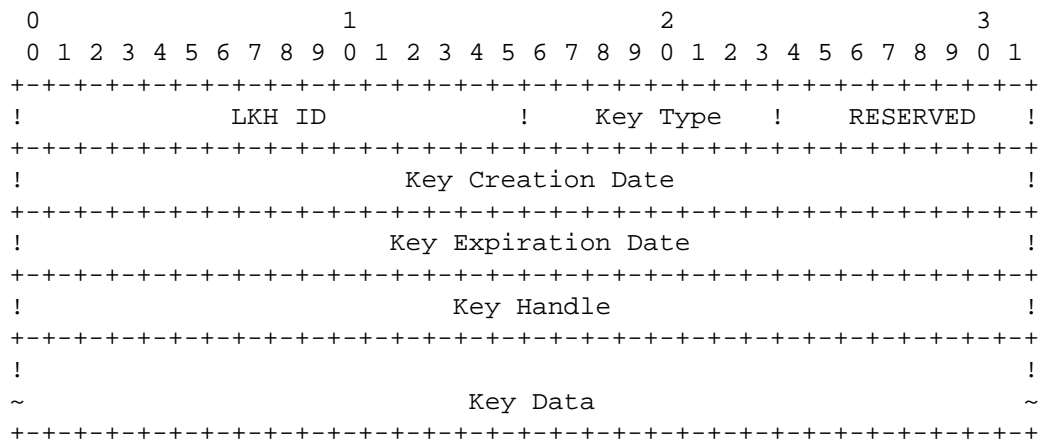 0                   1                   2                   3
 0 1 2 3 4 5 6 7 8 9 0 1 2 3 4 5 6 7 8 9 0 1 2 3 4 5 6 7 8 9 0 1
+-+-+-+-+-+-+-+-+-+-+-+-+-+-+-+-+-+-+-+-+-+-+-+-+-+-+-+-+-+-+-+-+
!             LKH ID            !    Key Type   !    RESERVED   !
+-+-+-+-+-+-+-+-+-+-+-+-+-+-+-+-+-+-+-+-+-+-+-+-+-+-+-+-+-+-+-+-+
!                        Key Creation Date                      !
+-+-+-+-+-+-+-+-+-+-+-+-+-+-+-+-+-+-+-+-+-+-+-+-+-+-+-+-+-+-+-+-+
!                       Key Expiration Date                     !
+-+-+-+-+-+-+-+-+-+-+-+-+-+-+-+-+-+-+-+-+-+-+-+-+-+-+-+-+-+-+-+-+
!                           Key Handle                          !
+-+-+-+-+-+-+-+-+-+-+-+-+-+-+-+-+-+-+-+-+-+-+-+-+-+-+-+-+-+-+-+-+
!                                                               !
~                            Key Data                           ~
+-+-+-+-+-+-+-+-+-+-+-+-+-+-+-+-+-+-+-+-+-+-+-+-+-+-+-+-+-+-+-+-+